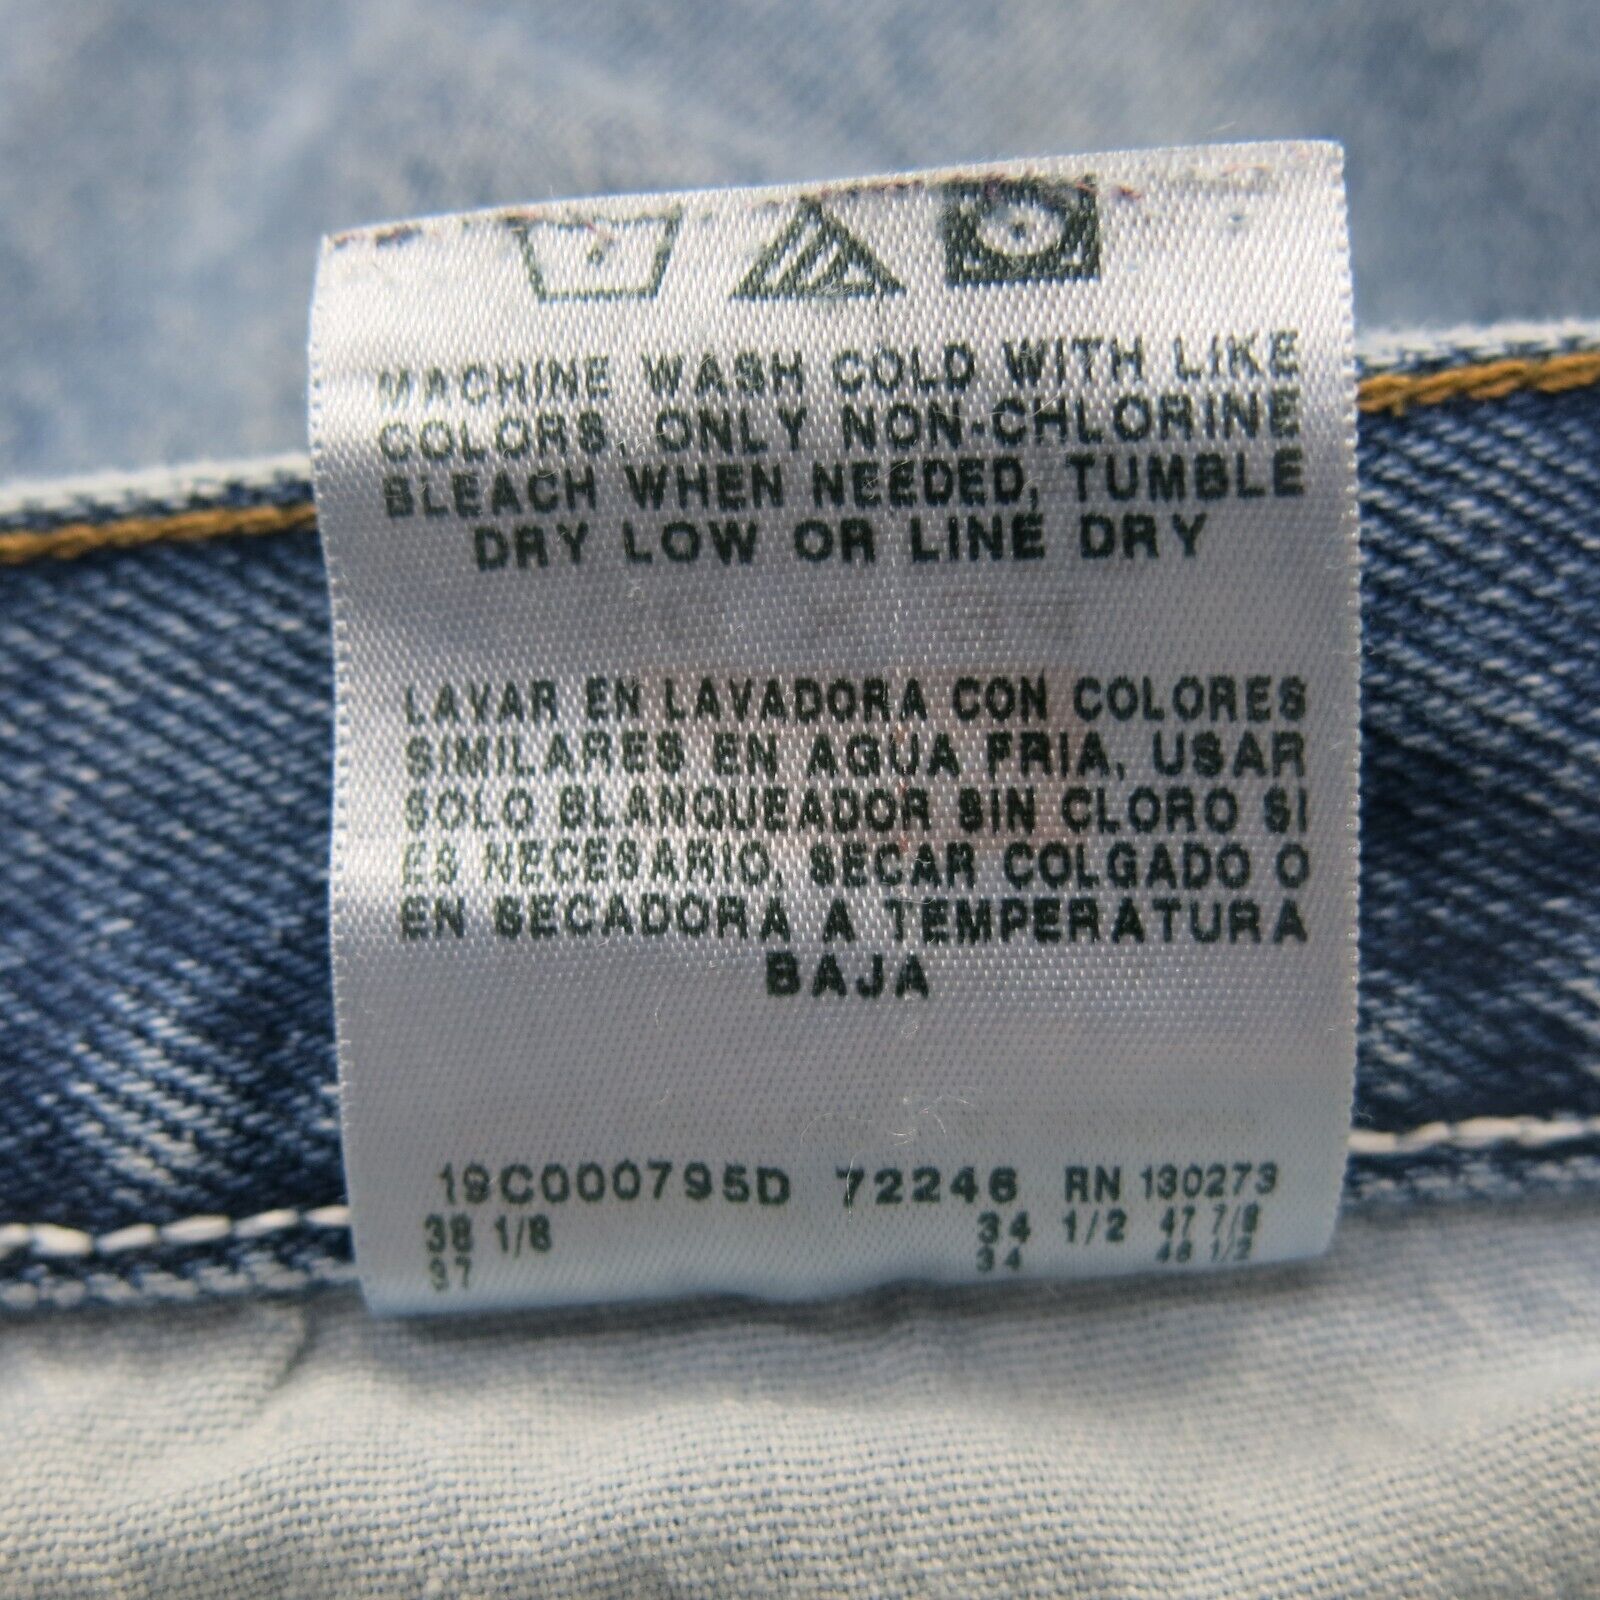 MACHINE WASH COLD WITH LIKE
COLORS, ONLY NON-CHLORINE
BLEACH WHEN NEEDED, TUMBLE
DRY LOW OR LINE DRY
LAVAR EN LAVADORA CON COLORES
SIMILARES EN AGUA FRIA, USAR
SOLO BLANQUEADOR SIN CLORO SI
ES NECESARIO, SECAR COLGADO O
EN SECADORA A TEMPERATURA
BAJA
19C000795D 72246 RN 130273
38 1/8 34 1/2 47 7/8
37 34 46 1/2